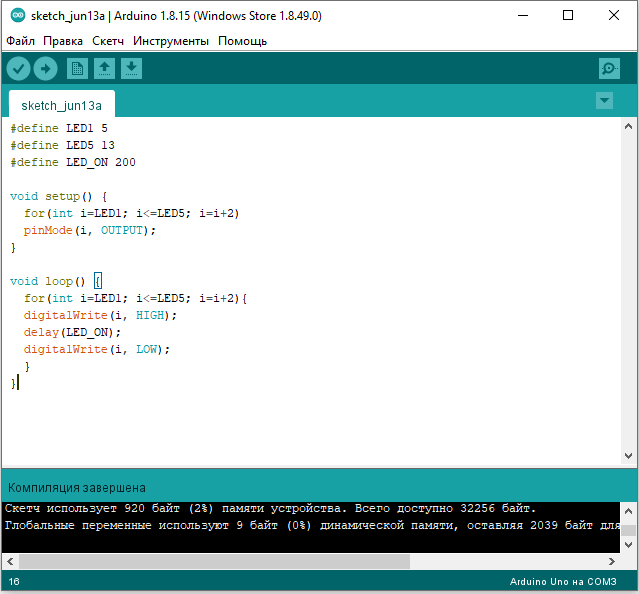 sketch_jun13a | Arduino 1.8.15 (Windows Store 1.8.49.0)
Файл Правка Скетч Инструменты Помощь
sketch_jun13a
#define LED1 5
#define LED5 13
#define LED_ON 200
void setup() {
for(int i=LED1; i<=LED5; i=i+2)
pinMode(i, OUTPUT);
}
void loop() {
for(int i=LED1; i<=LED5; i=i+2){
digitalWrite(i, HIGH);
delay(LED_ON);
digitalWrite(i, LOW);
}
}
Компиляция завершена
Скетч использует 920 байт (2%) памяти устройства. Всего доступно 32256 байт.
Глобальные переменные используют 9 байт (0%) динамической памяти, оставляя 2039 байт для
16 Arduino Uno на COM3